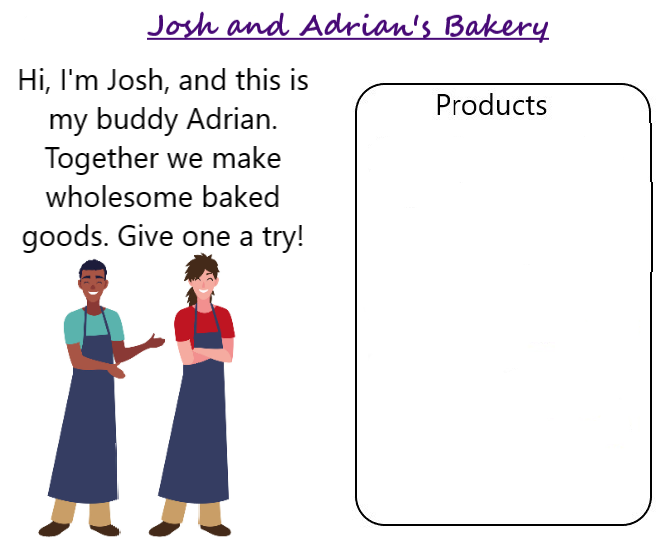 Josh and Adrian's Bakery
Hi, I'm Josh, and this is
my buddy Adrian.
Together we make
wholesome baked
goods. Give one a try!
Products